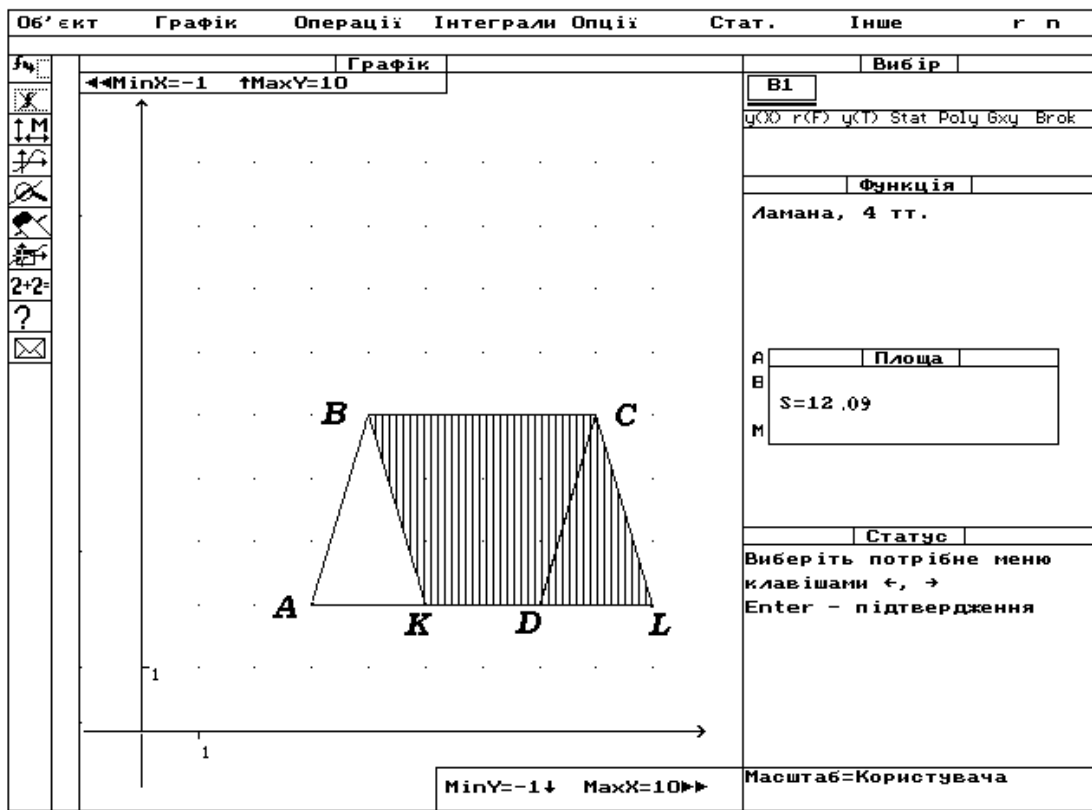 Об'єкт Графік Операції Інтеграли Опції Стат. Інше r n
Графік
◄◄MinX=-1 ↑MaxY=10
M
2+2=
?
B C
A K D L
1
1
MinY=-1↓ MaxX=10►►
Вибір
B1
y(X) r(F) y(T) Stat Poly Gxy Brok
Функція
Ламана, 4 тт.
A Площа
B
S=12.09
M
Статус
Виберіть потрібне меню
клавішами ←, →
Enter - підтвердження
Масштаб=Користувача